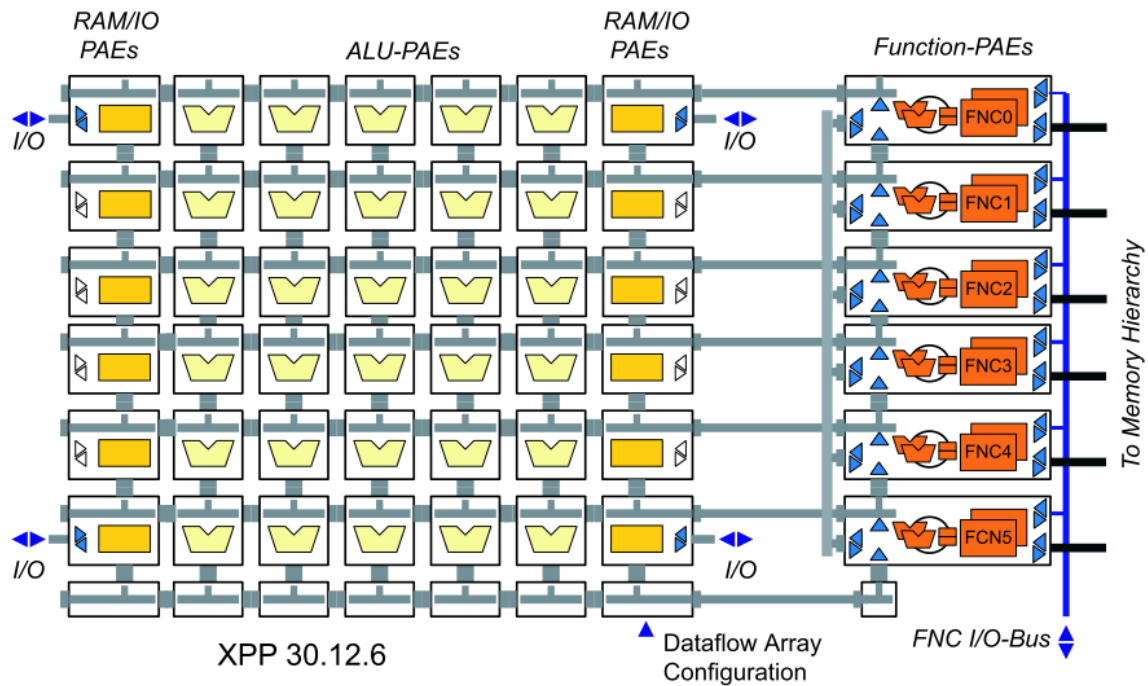 RAM/IO
PAEs
ALU-PAEs
RAM/IO
PAEs
Function-PAEs
I/O
I/O
FNC0
FNC1
FNC2
FNC3
FNC4
FCN5
To Memory Hierarchy
I/O
I/O
XPP 30.12.6
Dataflow Array
Configuration
FNC I/O-Bus